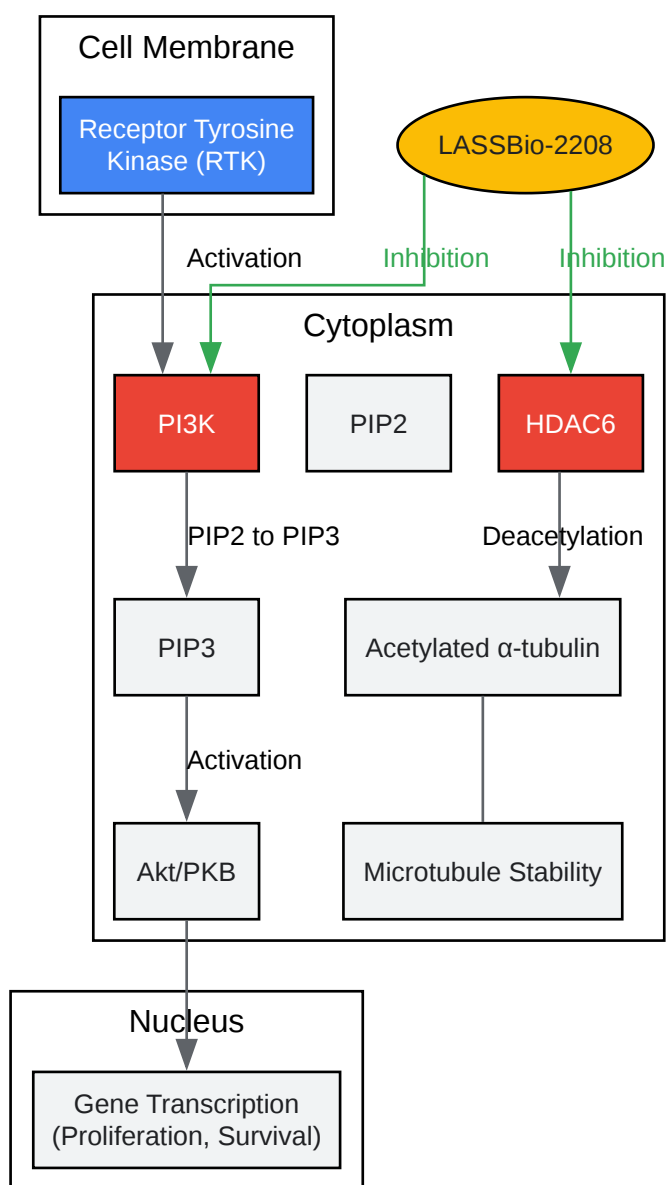 Cell Membrane
Receptor Tyrosine
Kinase (RTK)
LASSBio-2208
Activation
Inhibition
Inhibition
Cytoplasm
PI3K
PIP2
HDAC6
PIP2 to PIP3
Deacetylation
PIP3
Acetylated α-tubulin
Activation
Akt/PKB
Microtubule Stability
Nucleus
Gene Transcription
(Proliferation, Survival)